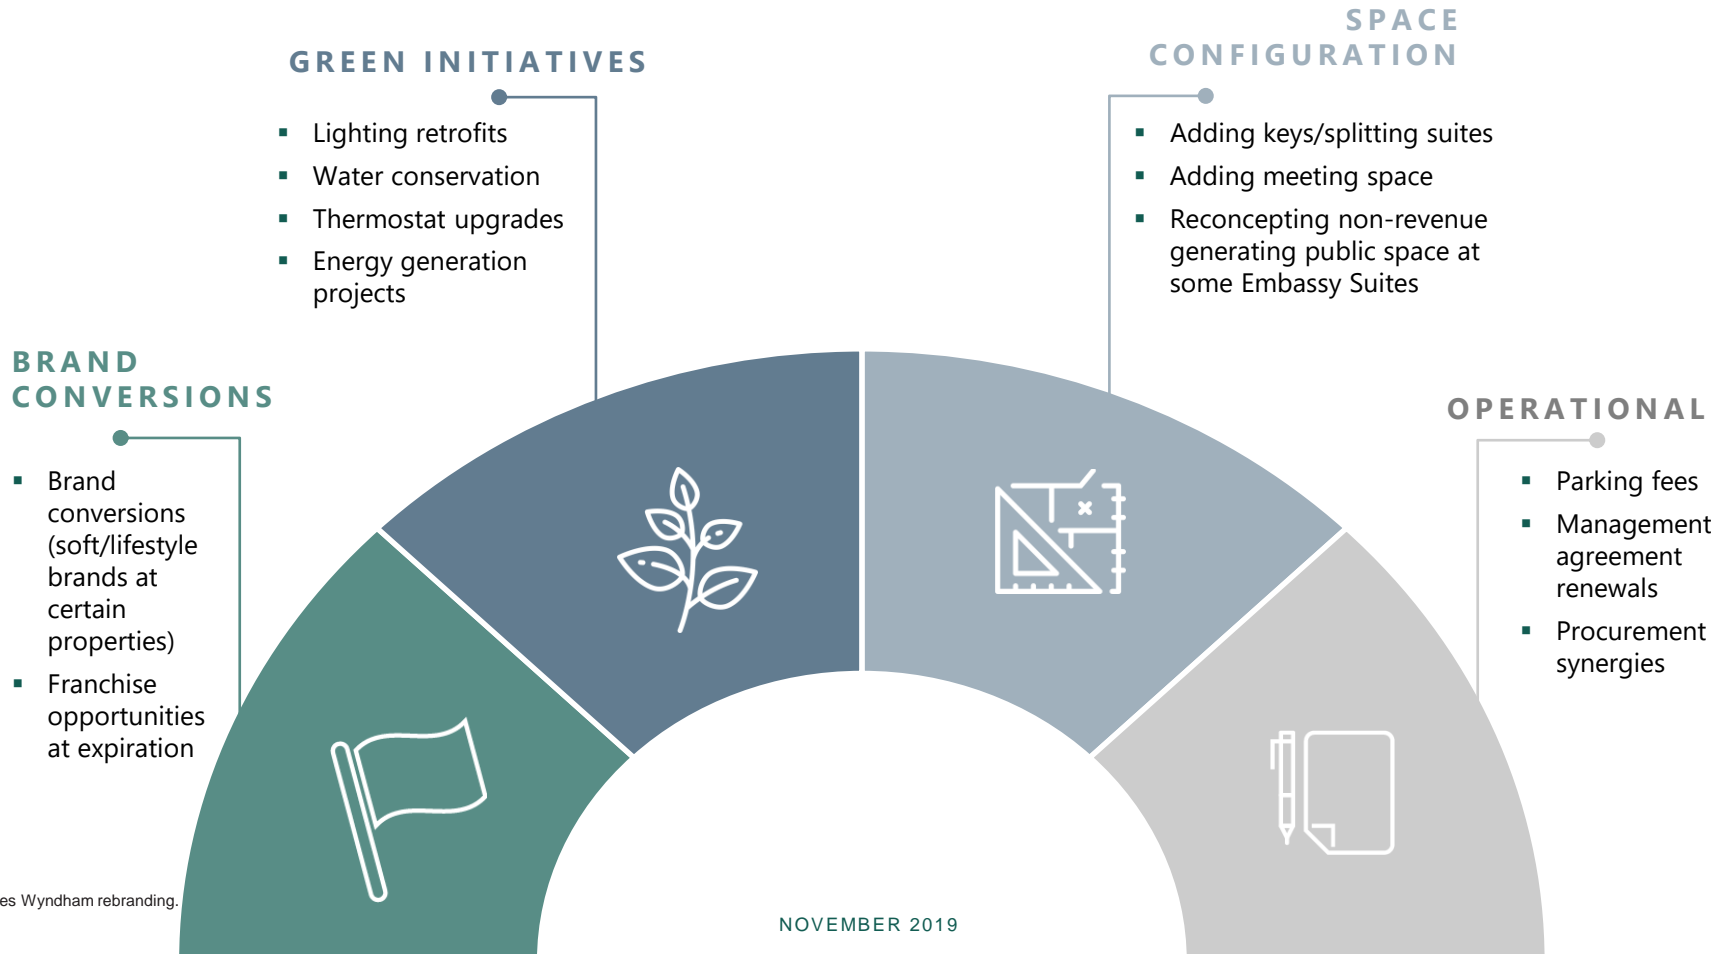 SPACE
CONFIGURATION
GREEN INITIATIVES
▪ Lighting retrofits
▪ Water conservation
▪ Thermostat upgrades
▪ Energy generation
projects
▪ Adding keys/splitting suites
▪ Adding meeting space
▪ Reconcepting non-revenue
generating public space at
some Embassy Suites
BRAND
CONVERSIONS
▪ Brand
conversions
(soft/lifestyle
brands at
certain
properties)
▪ Franchise
opportunities
at expiration
OPERATIONAL
▪ Parking fees
▪ Management
agreement
renewals
▪ Procurement
synergies
Wyndham rebranding.
NOVEMBER 2019